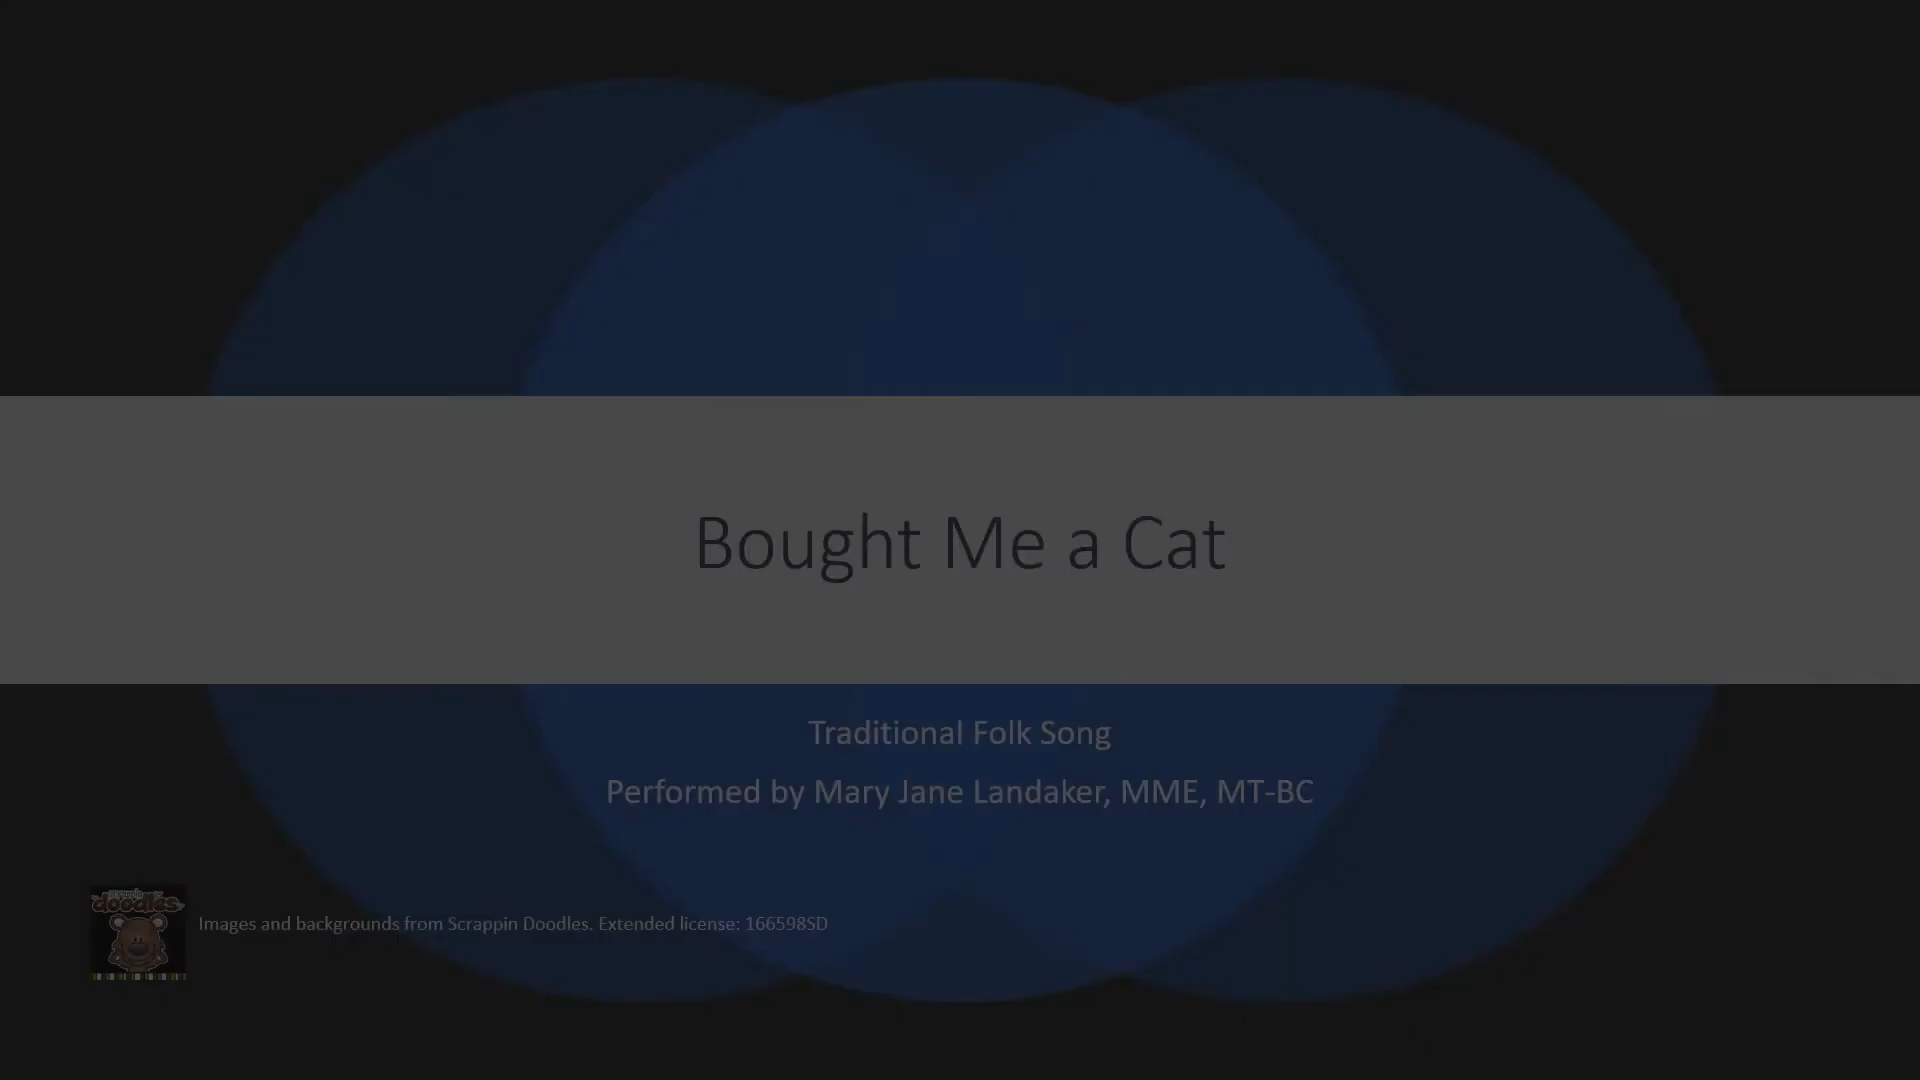 Bought Me a Cat
Traditional Folk Song
Performed by Mary Jane Landaker, MME, MT-BC
doodles
Images and backgrounds from Scrappin Doodles. Extended license: 166598SD